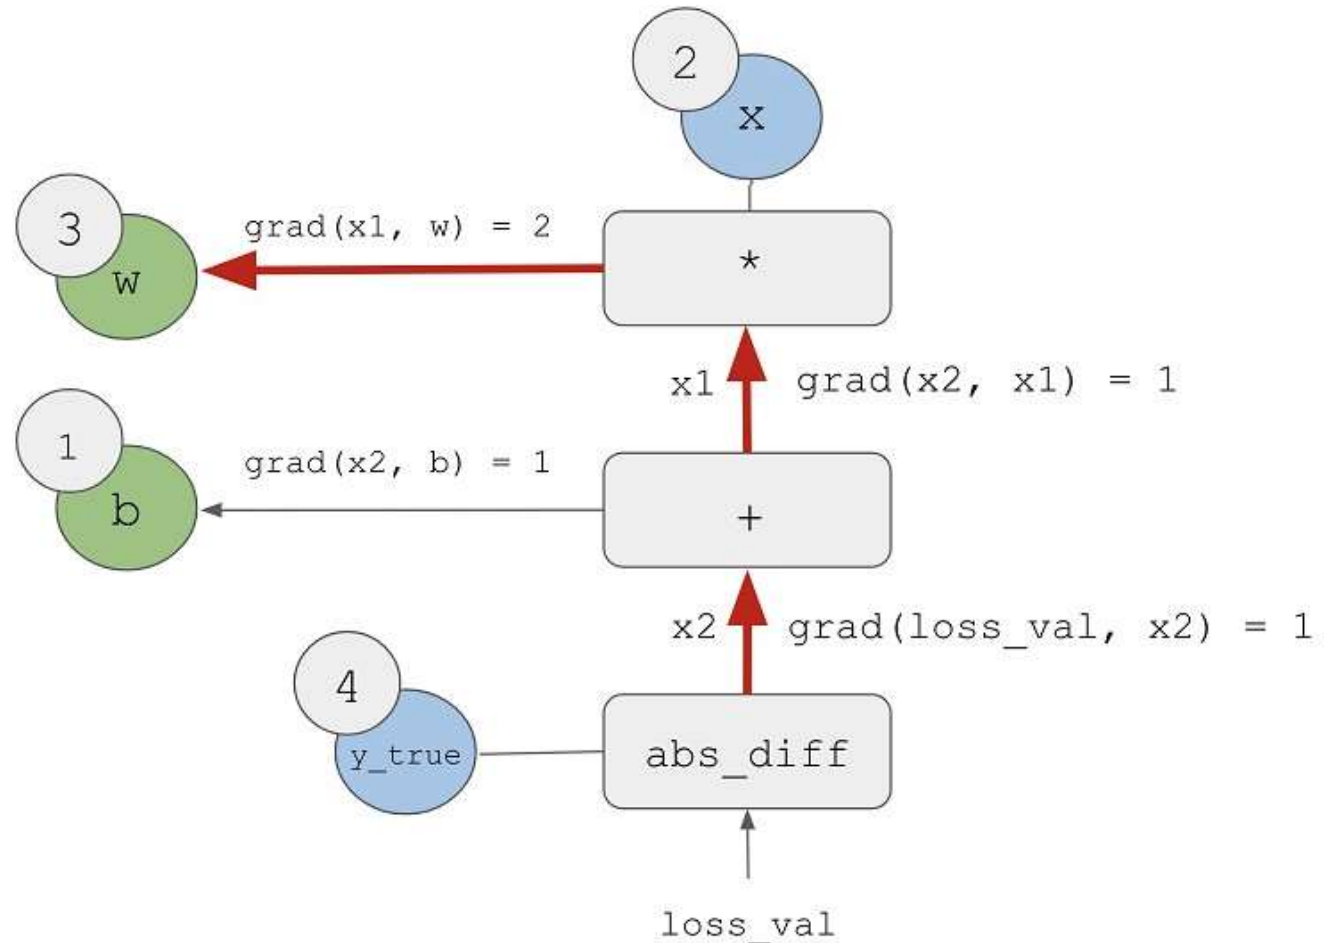 2
x
3
w
grad(x1, w) = 2
*
x1
grad(x2, x1) = 1
1
b
grad(x2, b) = 1
+
x2
grad(loss_val, x2) = 1
4
y_true
abs_diff
loss_val